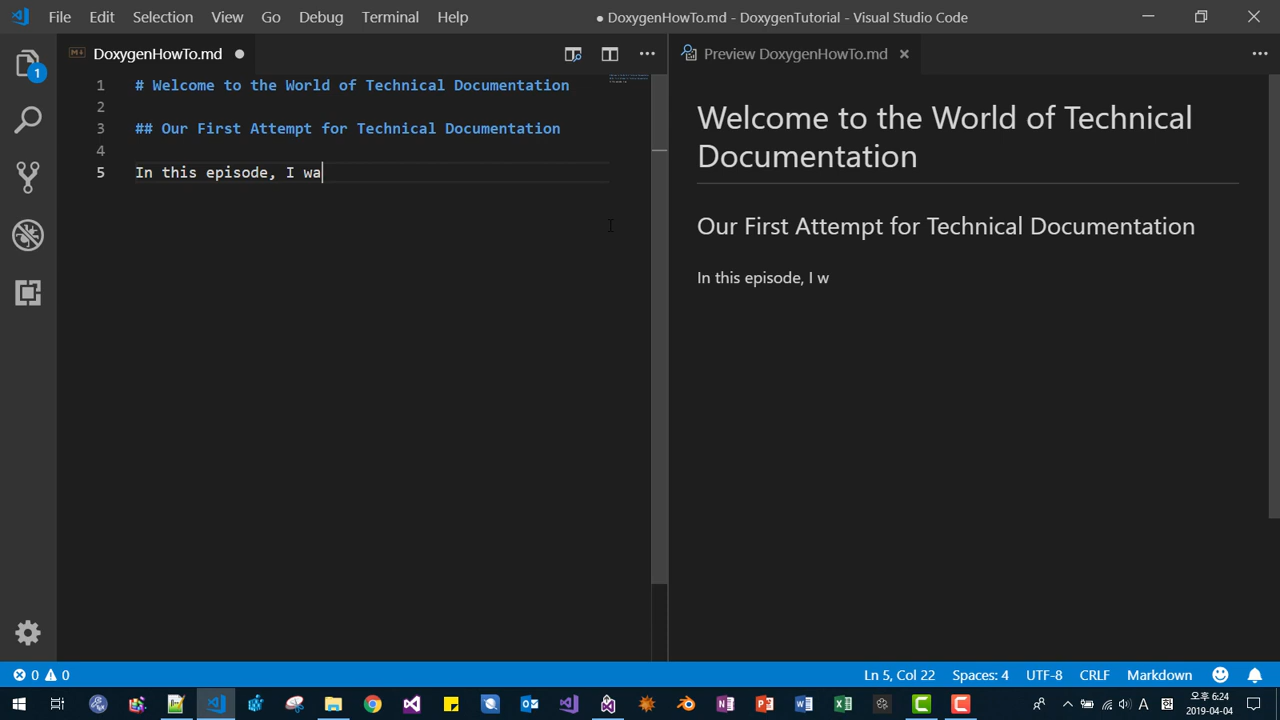 File Edit Selection View Go Debug Terminal Help ● DoxygenHowTo.md - DoxygenTutorial - Visual Studio Code
DoxygenHowTo.md ●
Preview DoxygenHowTo.md
1
1 # Welcome to the World of Technical Documentation
2
3 ## Our First Attempt for Technical Documentation
4
5 In this episode, I wa
Welcome to the World of Technical
Documentation
Our First Attempt for Technical Documentation
In this episode, I w
0 0 Ln 5, Col 22 Spaces: 4 UTF-8 CRLF Markdown
A 오후 6:24
2019-04-04